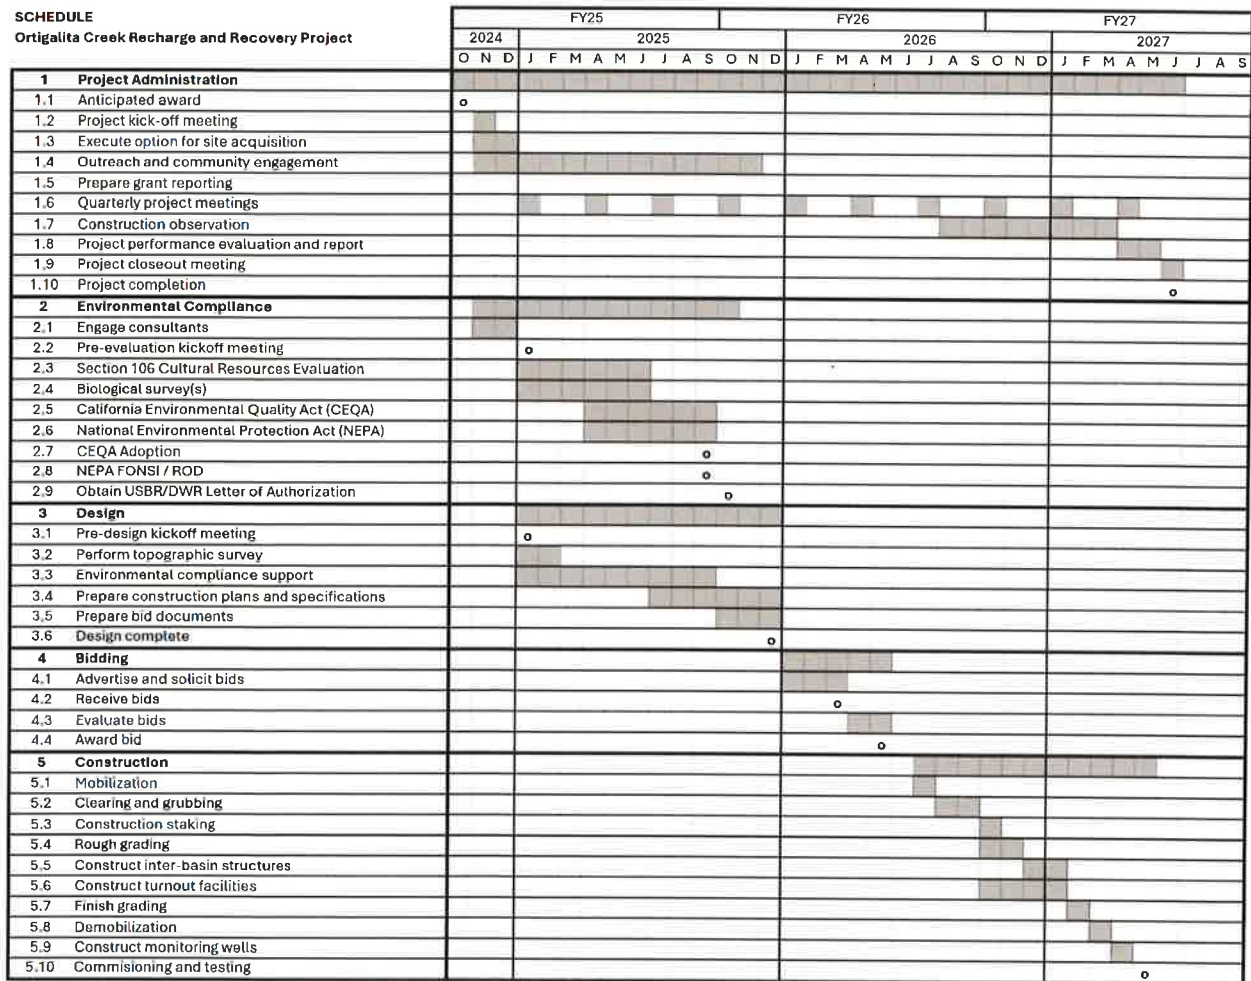 SCHEDULE
Ortigalita Creek Recharge and Recovery Project
FY25 FY26 FY27
2024 2025 2026 2027
O N D J F M A M J J A S O N D J F M A M J J A S O N D J F M A M J J A S
1 Project Administration
1.1 Anticipated award
1.2 Project kick-off meeting
1.3 Execute option for site acquisition
1.4 Outreach and community engagement
1.5 Prepare grant reporting
1.6 Quarterly project meetings
1.7 Construction observation
1.8 Project performance evaluation and report
1.9 Project closeout meeting
1.10 Project completion
2 Environmental Compliance
2.1 Engage consultants
2.2 Pre-evaluation kickoff meeting
2.3 Section 106 Cultural Resources Evaluation
2.4 Biological survey(s)
2.5 California Environmental Quality Act (CEQA)
2.6 National Environmental Protection Act (NEPA)
2.7 CEQA Adoption
2.8 NEPA FONSI / ROD
2.9 Obtain USBR/DWR Letter of Authorization
3 Design
3.1 Pre-design kickoff meeting
3.2 Perform topographic survey
3.3 Environmental compliance support
3.4 Prepare construction plans and specifications
3.5 Prepare bid documents
3.6 Design complete
4 Bidding
4.1 Advertise and solicit bids
4.2 Receive bids
4.3 Evaluate bids
4.4 Award bid
5 Construction
5.1 Mobilization
5.2 Clearing and grubbing
5.3 Construction staking
5.4 Rough grading
5.5 Construct inter-basin structures
5.6 Construct turnout facilities
5.7 Finish grading
5.8 Demobilization
5.9 Construct monitoring wells
5.10 Commisioning and testing